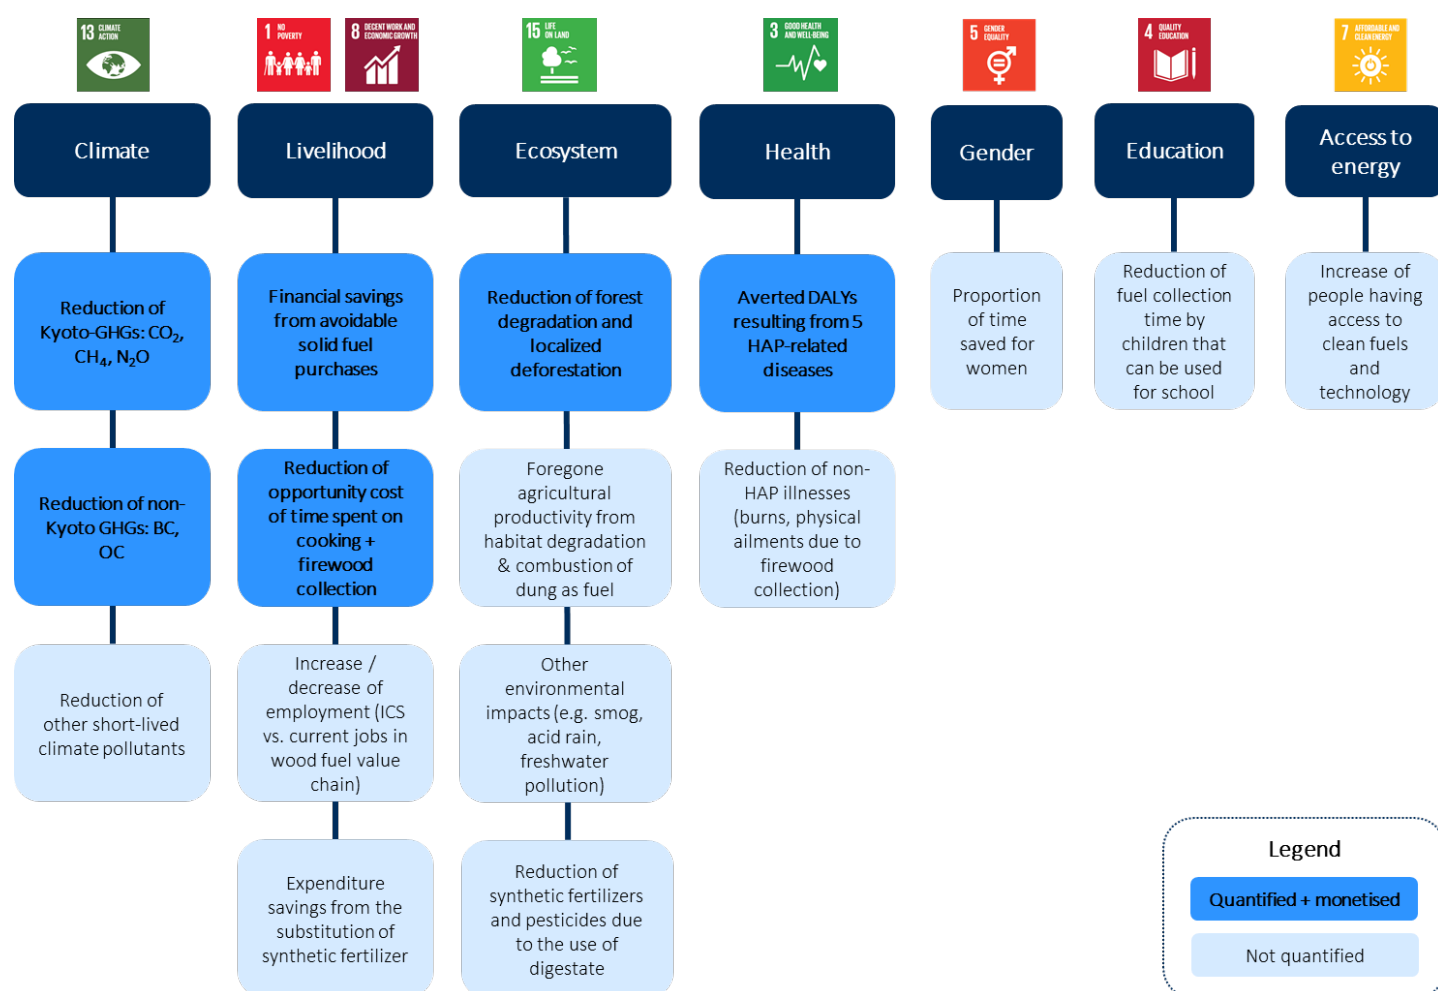 13 CLIMATE
ACTION
1 NO
POVERTY
8 DECENT WORK AND
ECONOMIC GROWTH
15 LIFE
ON LAND
3 GOOD HEALTH
AND WELL-BEING
5 GENDER
EQUALITY
4 QUALITY
EDUCATION
7 AFFORDABLE AND
CLEAN ENERGY
Climate
Livelihood
Ecosystem
Health
Gender
Education
Access to
energy
Reduction of
Kyoto-GHGs: CO₂,
CH₄, N₂O
Financial savings
from avoidable
solid fuel
purchases
Reduction of forest
degradation and
localized
deforestation
Averted DALYs
resulting from 5
HAP-related
diseases
Proportion
of time
saved for
women
Reduction of
fuel collection
time by
children that
can be used
for school
Increase of
people having
access to
clean fuels
and
technology
Reduction of non-
Kyoto GHGs: BC,
OC
Reduction of
opportunity cost
of time spent on
cooking +
firewood
collection
Foregone
agricultural
productivity from
habitat degradation
& combustion of
dung as fuel
Reduction of non-
HAP illnesses
(burns, physical
ailments due to
firewood
collection)
Reduction of
other short-lived
climate pollutants
Increase /
decrease of
employment (ICS
vs. current jobs in
wood fuel value
chain)
Other
environmental
impacts (e.g. smog,
acid rain,
freshwater
pollution)
Expenditure
savings from the
substitution of
synthetic fertilizer
Reduction of
synthetic fertilizers
and pesticides due
to the use of
digestate
Legend
Quantified + monetised
Not quantified